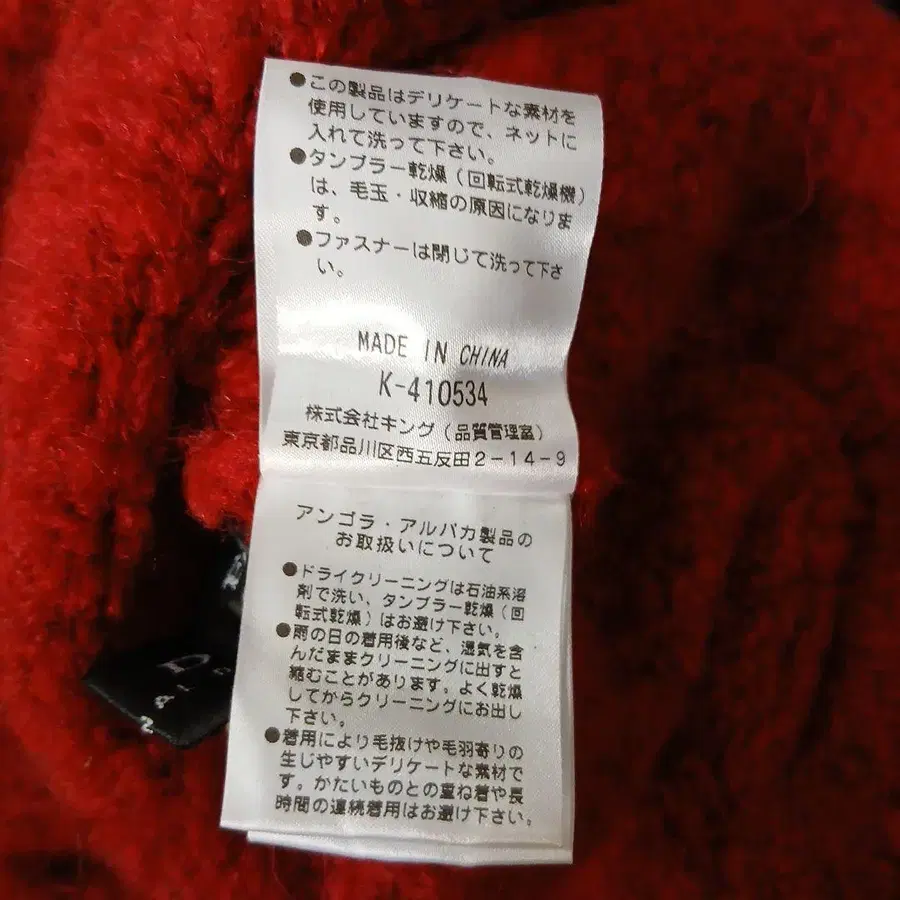 ●この製品はデリケートな素材を
使用していますので、ネットに
入れて洗って下さい。
●タンブラー乾燥(回転式乾燥機)
は、毛玉・収縮の原因になりま
す。
●ファスナーは閉じて洗って下さ
い。
MADE IN CHINA
K-410534
株式会社キング(品質管理室)
東京都品川区西五反田2-14-9
アンゴラ・アルパカ製品の
お取扱いについて
●ドライクリーニングは石油系溶
剤で洗い、タンブラー乾燥(回
転式乾燥)はお避け下さい。
●雨の日の着用後など、湿気を含
んだままクリーニングに出すと
縮むことがあります。よく乾燥
してからクリーニングにお出し
下さい。
●着用により毛抜けや毛羽寄りの
生じやすいデリケートな素材で
す。かたいものとの重ね着や長
時間の連続着用はお避け下さい。